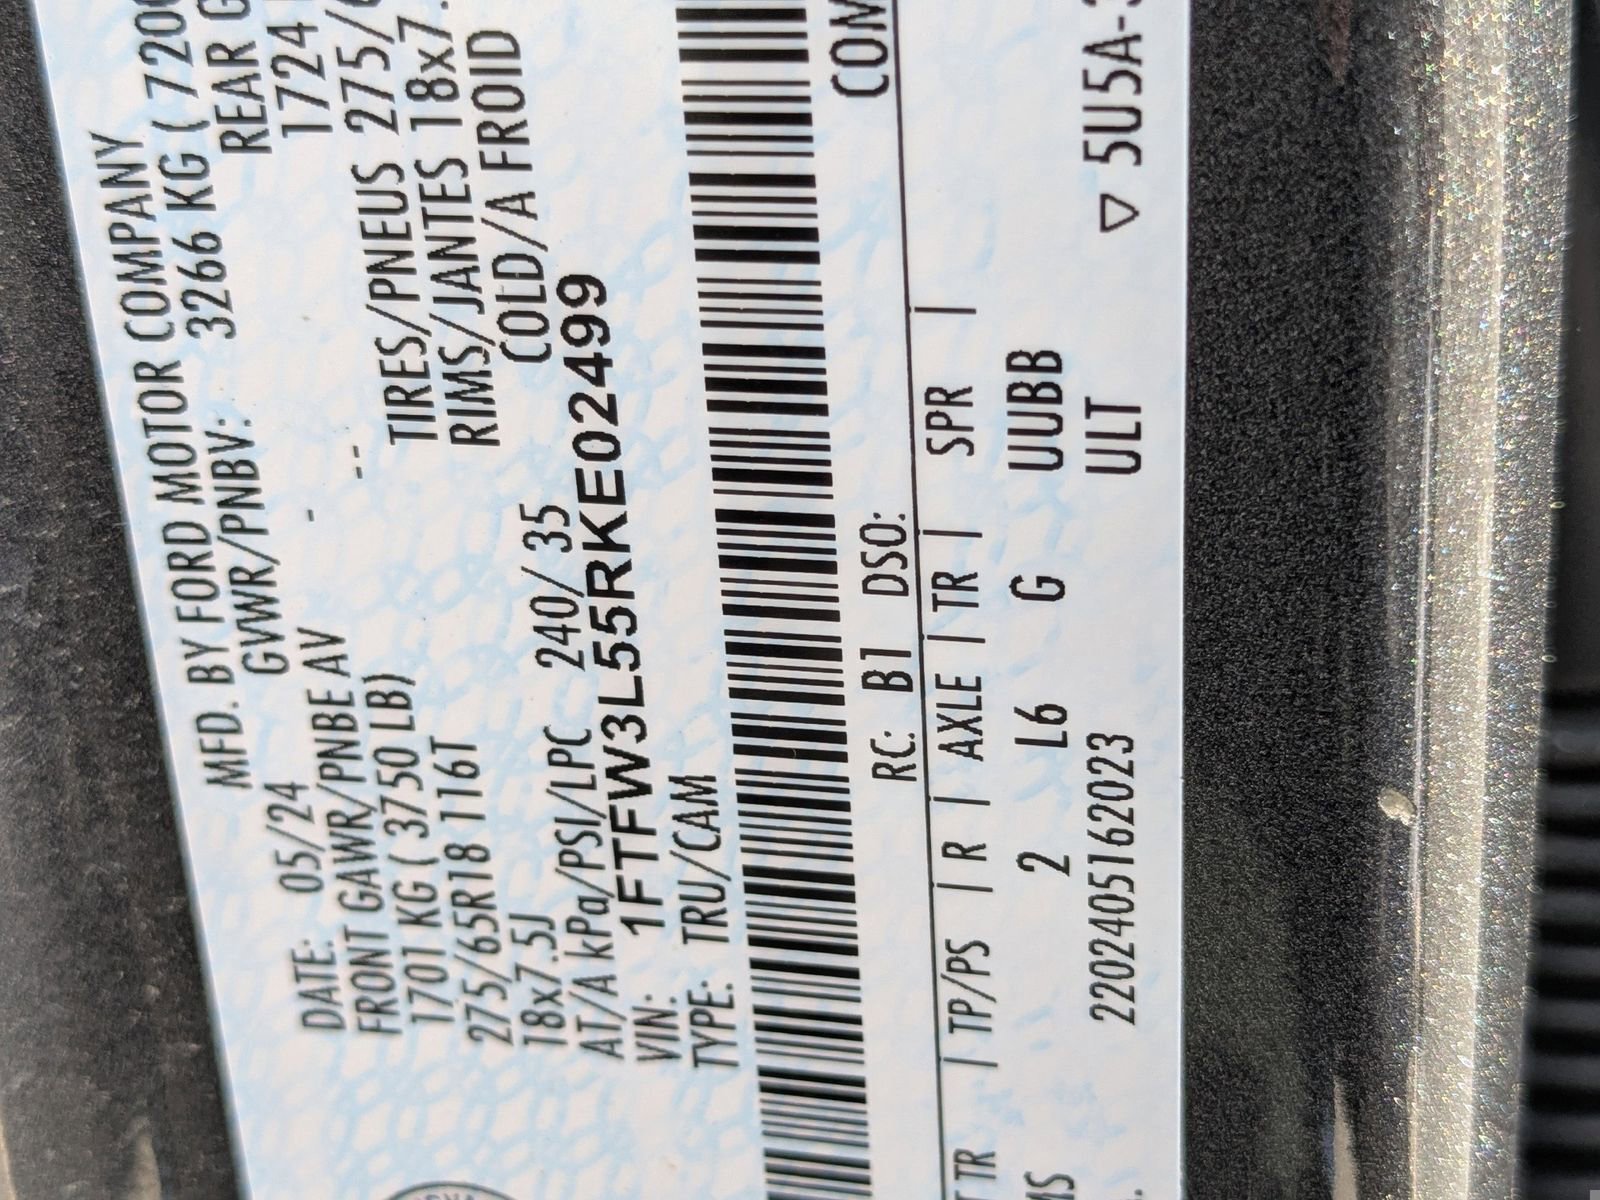 MFD. BY FORD MOTOR COMPANY
DATE: 05/24 GVWR/PNBV: 3266 KG ( 720
FRONT GAWR/PNBE AV - REAR G
1701 KG ( 3750 LB) -- 1724
275/65R18 116T TIRES/PNEUS 275/
18x7.5J RIMS/JANTES 18x7.
AT/A kPa/PSI/LPC 240/ 35 COLD/A FROID
VIN: 1FTFW3L55RKE02499
TYPE: TRU/CAM
RC: B1 DSO:
TR | TP/PS | R | AXLE | TR | SPR |
2 L6 G UUBB
2202405162023 ULT ▽ 5U5A-